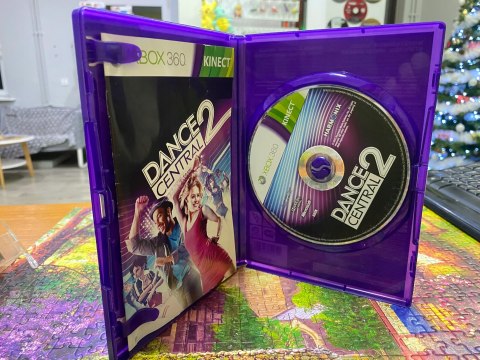 XBOX 360
KINECT
DANCE
CENTRAL 2
KINECT
HARMONIX
XBOX 360
DANCE
CENTRAL 2